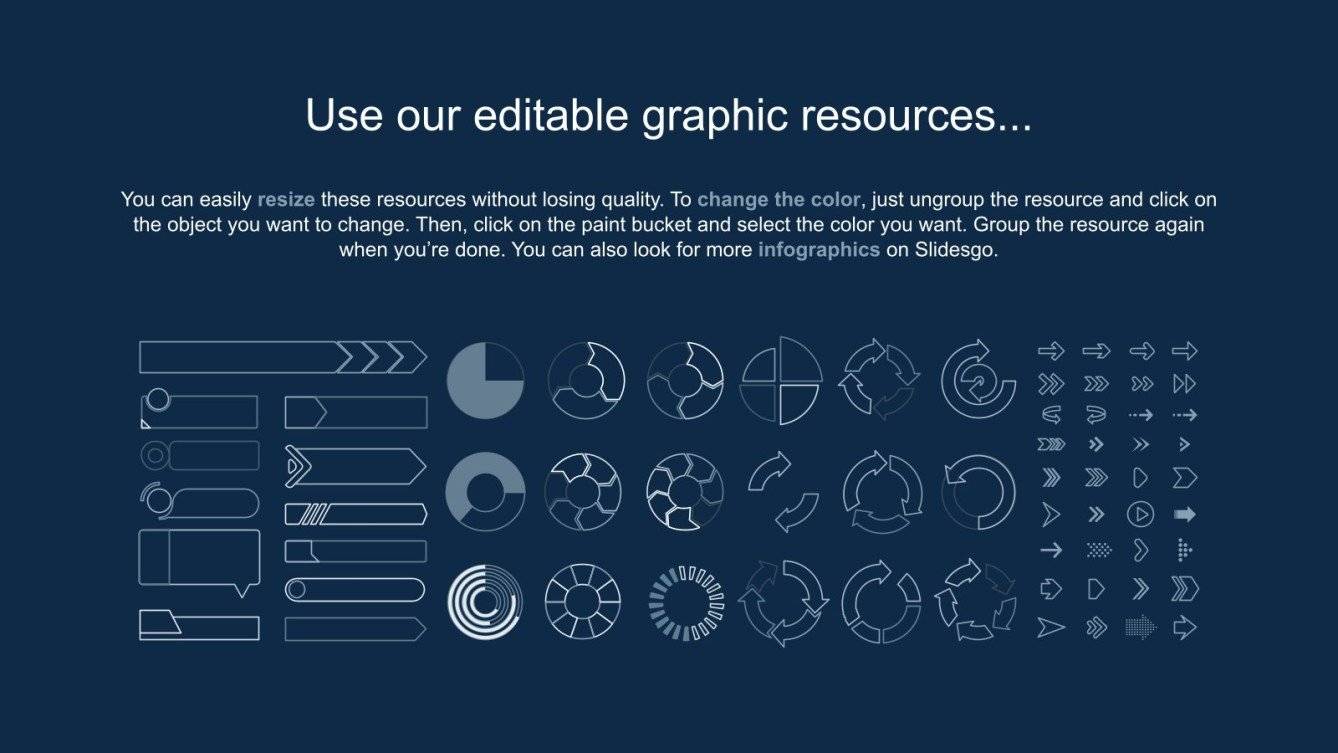 Use our editable graphic resources...
You can easily resize these resources without losing quality. To change the color, just ungroup the resource and click on
the object you want to change. Then, click on the paint bucket and select the color you want. Group the resource again
when you’re done. You can also look for more infographics on Slidesgo.